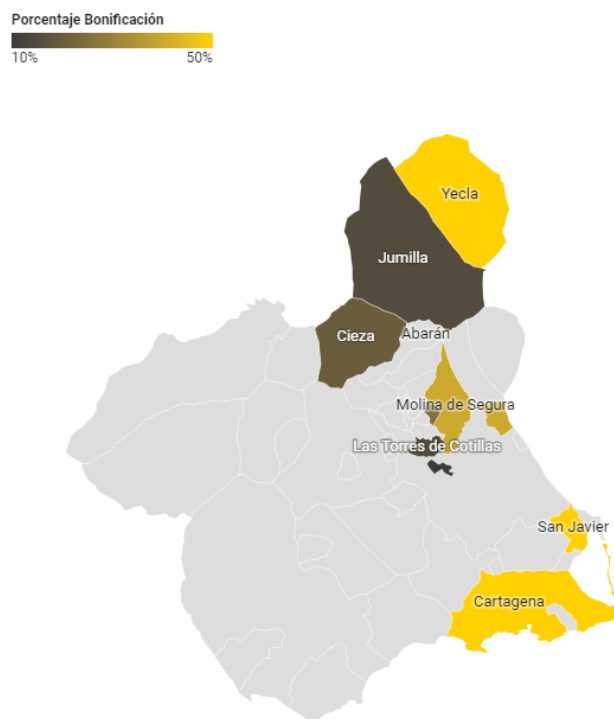 Porcentaje Bonificación
10% 50%
Yecla
Jumilla
Cieza
Abarán
Molina de Segura
Las Torres de Cotillas
San Javier
Cartagena